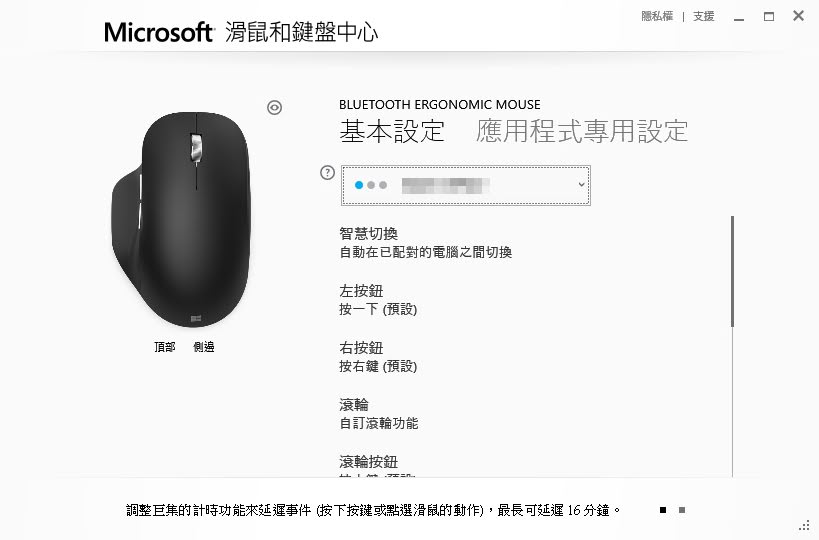 隱私權 | 支援
Microsoft 滑鼠和鍵盤中心
BLUETOOTH ERGONOMIC MOUSE
基本設定 應用程式專用設定
?
智慧切換
自動在已配對的電腦之間切換
左按鈕
按一下 (預設)
右按鈕
按右鍵 (預設)
滾輪
自訂滾輪功能
滾輪按鈕
頂部 側邊
調整巨集的計時功能來延遲事件 (按下按鍵或點選滑鼠的動作)，最長可延遲 16 分鐘。